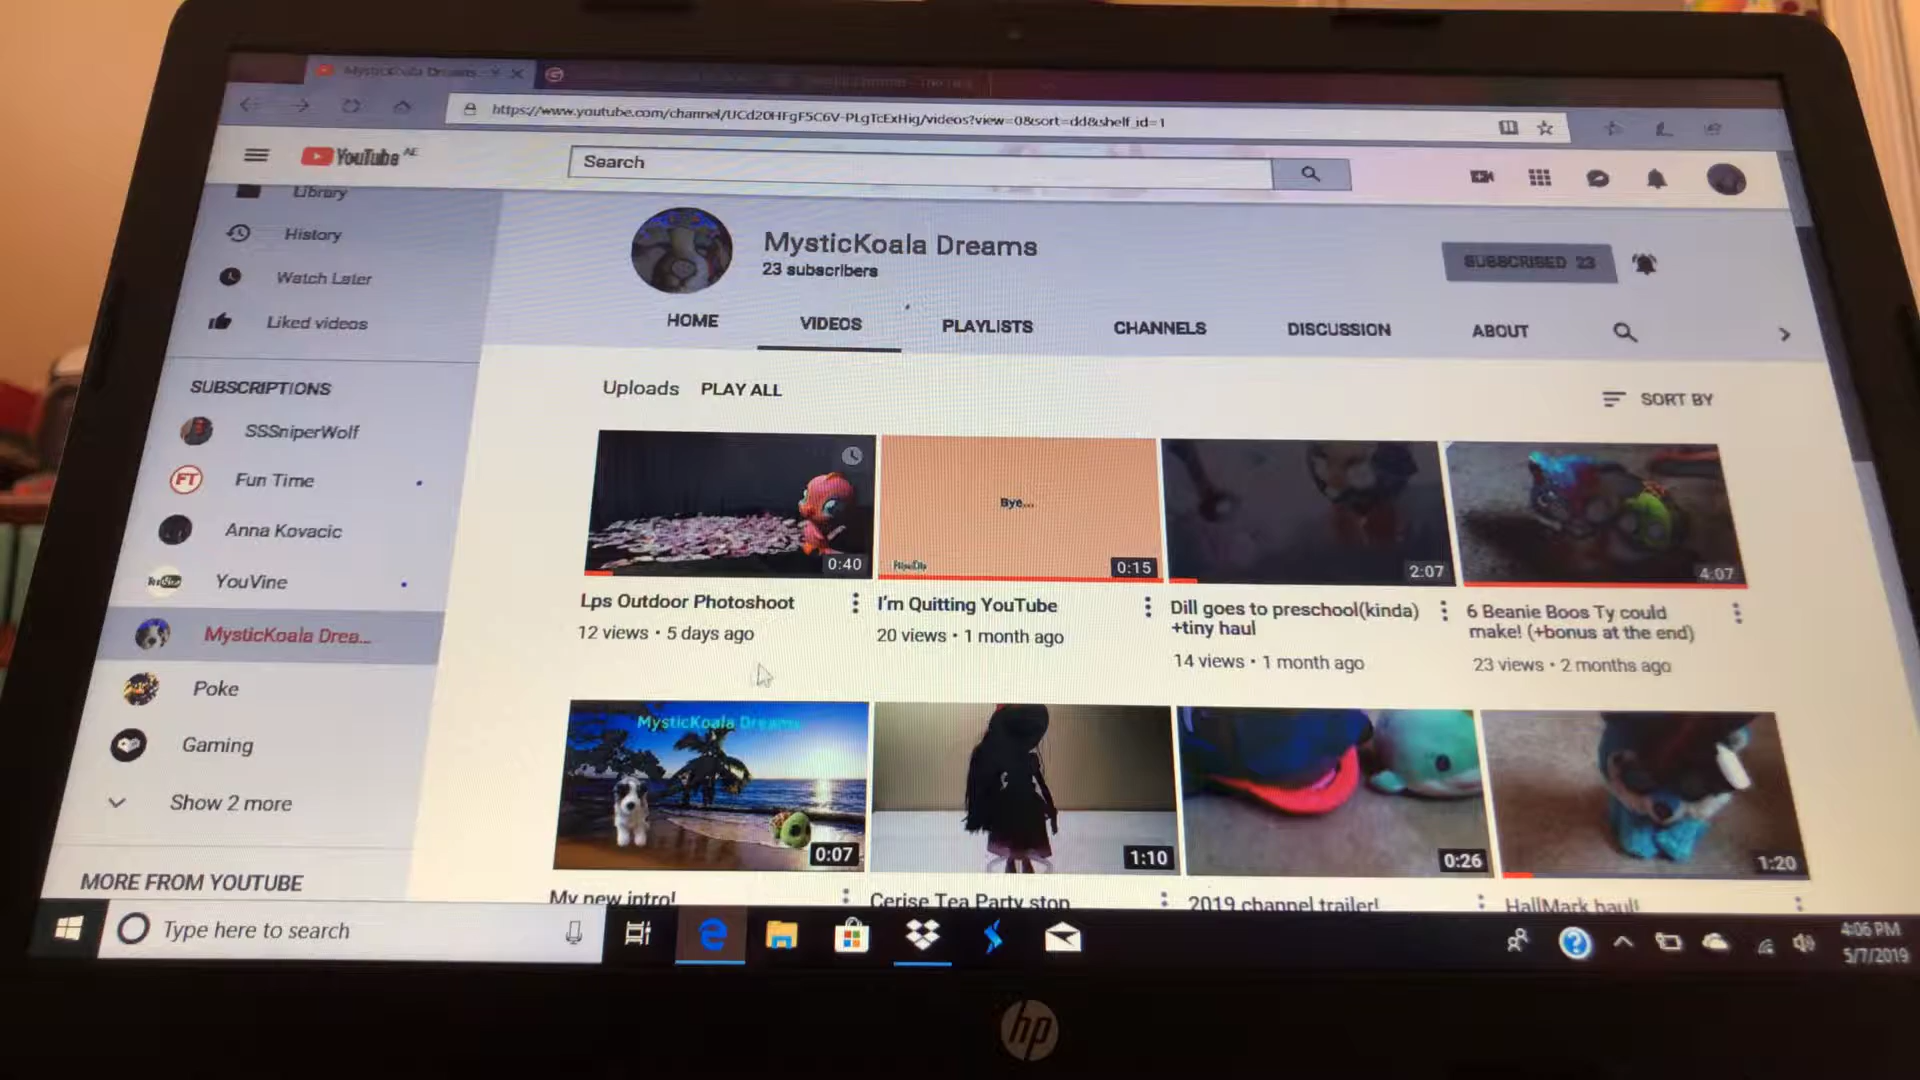 MysticKoala Dreams
https://www.youtube.com/channel/UCd20HFgF5C6V-PLgTcExHig/videos?view=0&sort=dd&shelf_id=1
YouTube AE
Search
Library
History
Watch Later
Liked videos
SUBSCRIPTIONS
SSSniperWolf
FT
Fun Time
Anna Kovacic
YouVine
MysticKoala Drea...
Poke
Gaming
Show 2 more
MORE FROM YOUTUBE
MysticKoala Dreams
23 subscribers
SUBSCRIBED 23
HOME VIDEOS PLAYLISTS CHANNELS DISCUSSION ABOUT
Uploads PLAY ALL
SORT BY
0:40
Bye...
0:15
2:07
4:07
Lps Outdoor Photoshoot
12 views • 5 days ago
I'm Quitting YouTube
20 views • 1 month ago
Dill goes to preschool(kinda)
+tiny haul
14 views • 1 month ago
6 Beanie Boos Ty could
make! (+bonus at the end)
23 views • 2 months ago
MysticKoala Dreams
0:07
1:10
0:26
1:20
My new intro!
Cerise Tea Party stop
2019 channel trailer!
HallMark haul!
Type here to search
4:06 PM
5/7/2019
hp